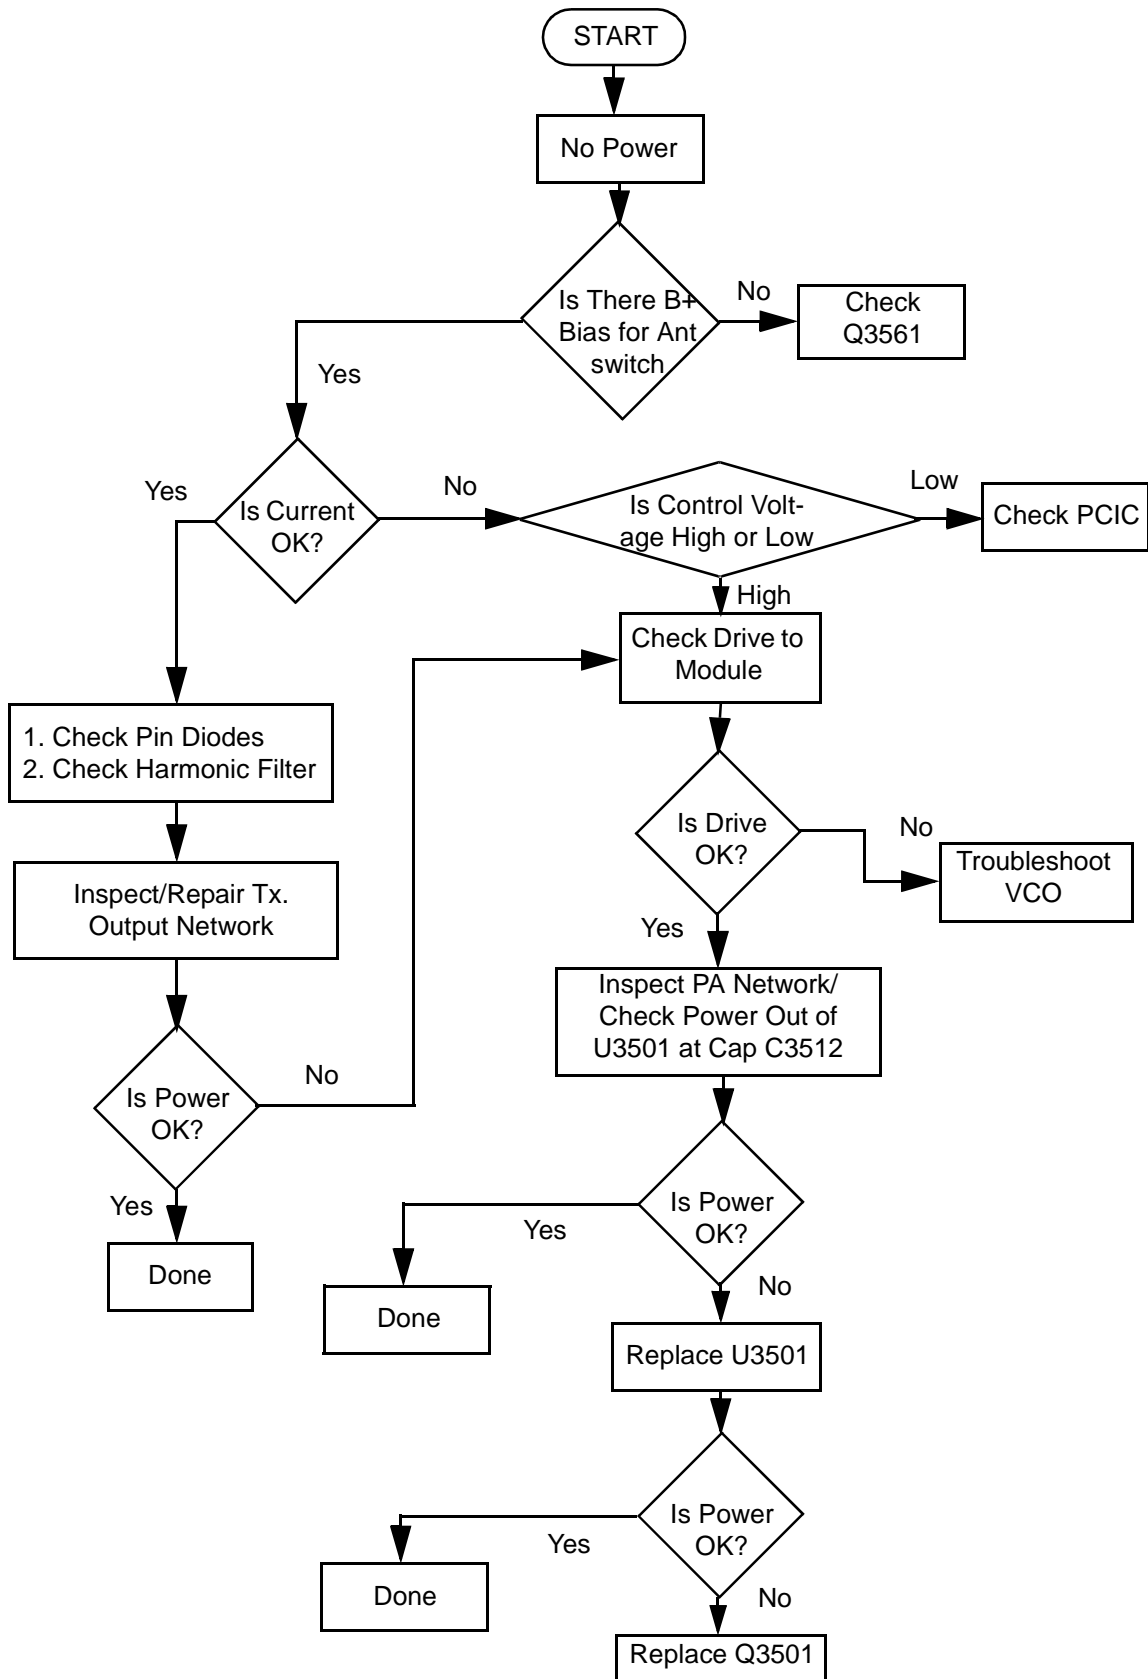 START
No Power
Is There B+
Bias for Ant
switch
No
Check
Q3561
Yes
Is Current
OK?
Yes
No
Is Control Volt-
age High or Low
Low
Check PCIC
High
Check Drive to
Module
1. Check Pin Diodes
2. Check Harmonic Filter
Is Drive
OK?
No
Troubleshoot
VCO
Inspect/Repair Tx.
Output Network
Yes
Inspect PA Network/
Check Power Out of
U3501 at Cap C3512
Is Power
OK?
No
Yes
Done
Is Power
OK?
Yes
Done
No
Replace U3501
Is Power
OK?
Yes
Done
No
Replace Q3501